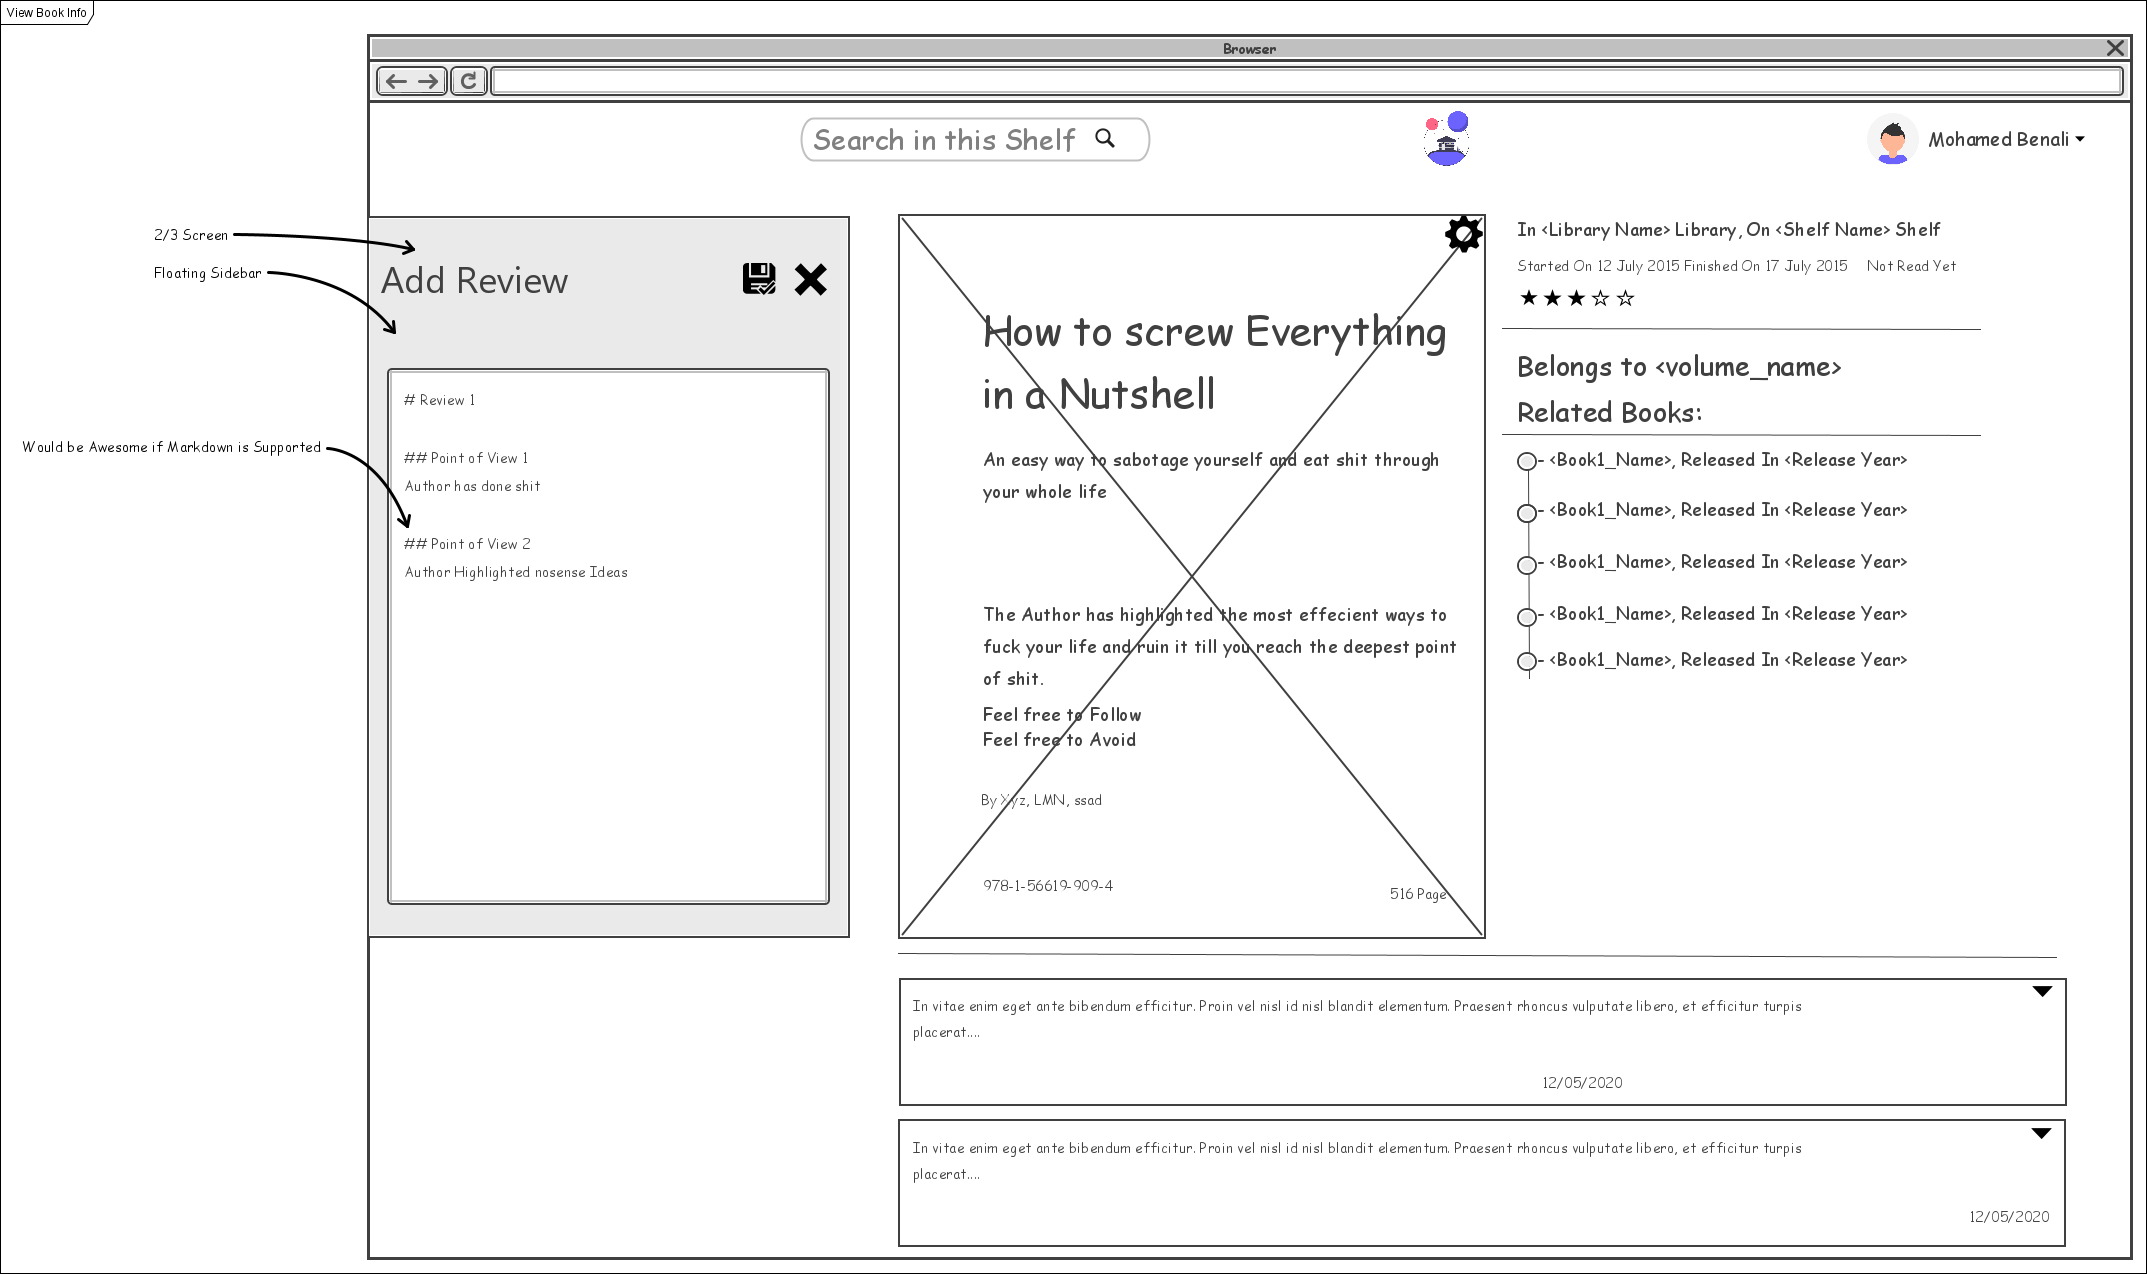 View Book Info
Browser
Search in this Shelf
Mohamed Benali
2/3 Screen
Floating Sidebar
Would be Awesome if Markdown is Supported
Add Review
# Review 1
## Point of View 1
Author has done shit
## Point of View 2
Author Highlighted nosense Ideas
How to screw Everything
in a Nutshell
An easy way to sabotage yourself and eat shit through
your whole life
The Author has highlighted the most effecient ways to
fuck your life and ruin it till you reach the deepest point
of shit.
Feel free to Follow
Feel free to Avoid
By Xyz, LMN, ssad
978-1-56619-909-4
516 Page
In <Library Name> Library, On <Shelf Name> Shelf
Started On 12 July 2015 Finished On 17 July 2015 Not Read Yet
Belongs to <volume_name>
Related Books:
- <Book1_Name>, Released In <Release Year>
- <Book1_Name>, Released In <Release Year>
- <Book1_Name>, Released In <Release Year>
- <Book1_Name>, Released In <Release Year>
- <Book1_Name>, Released In <Release Year>
In vitae enim eget ante bibendum efficitur. Proin vel nisl id nisl blandit elementum. Praesent rhoncus vulputate libero, et efficitur turpis
placerat....
12/05/2020
In vitae enim eget ante bibendum efficitur. Proin vel nisl id nisl blandit elementum. Praesent rhoncus vulputate libero, et efficitur turpis
placerat....
12/05/2020